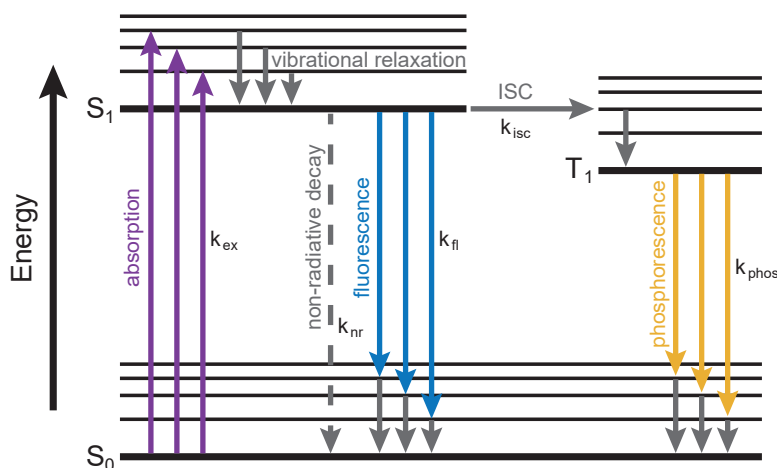 vibrational relaxation
ISC
S1
kisc
T1
Energy
absorption
kex
non-radiative decay
knr
fluorescence
kfl
phosphorescence
kphos
S0